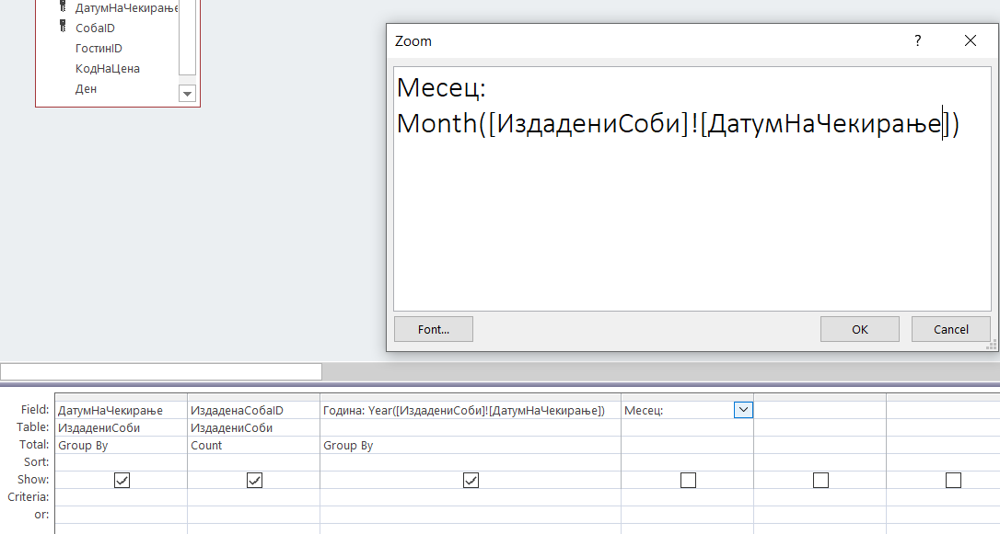 ДатумНаЧекирање
СобаID
ГостинID
КодНаЦена
Ден
Zoom
?
Месец:
Month([ИздадениСоби]![ДатумНаЧекирање])
Font...
OK
Cancel
Field: ДатумНаЧекирање ИздаденаСобаID Година: Year([ИздадениСоби]![ДатумНаЧекирање]) Месец:
Table: ИздадениСоби ИздадениСоби
Total: Group By Count Group By
Sort:
Show:
Criteria:
or: